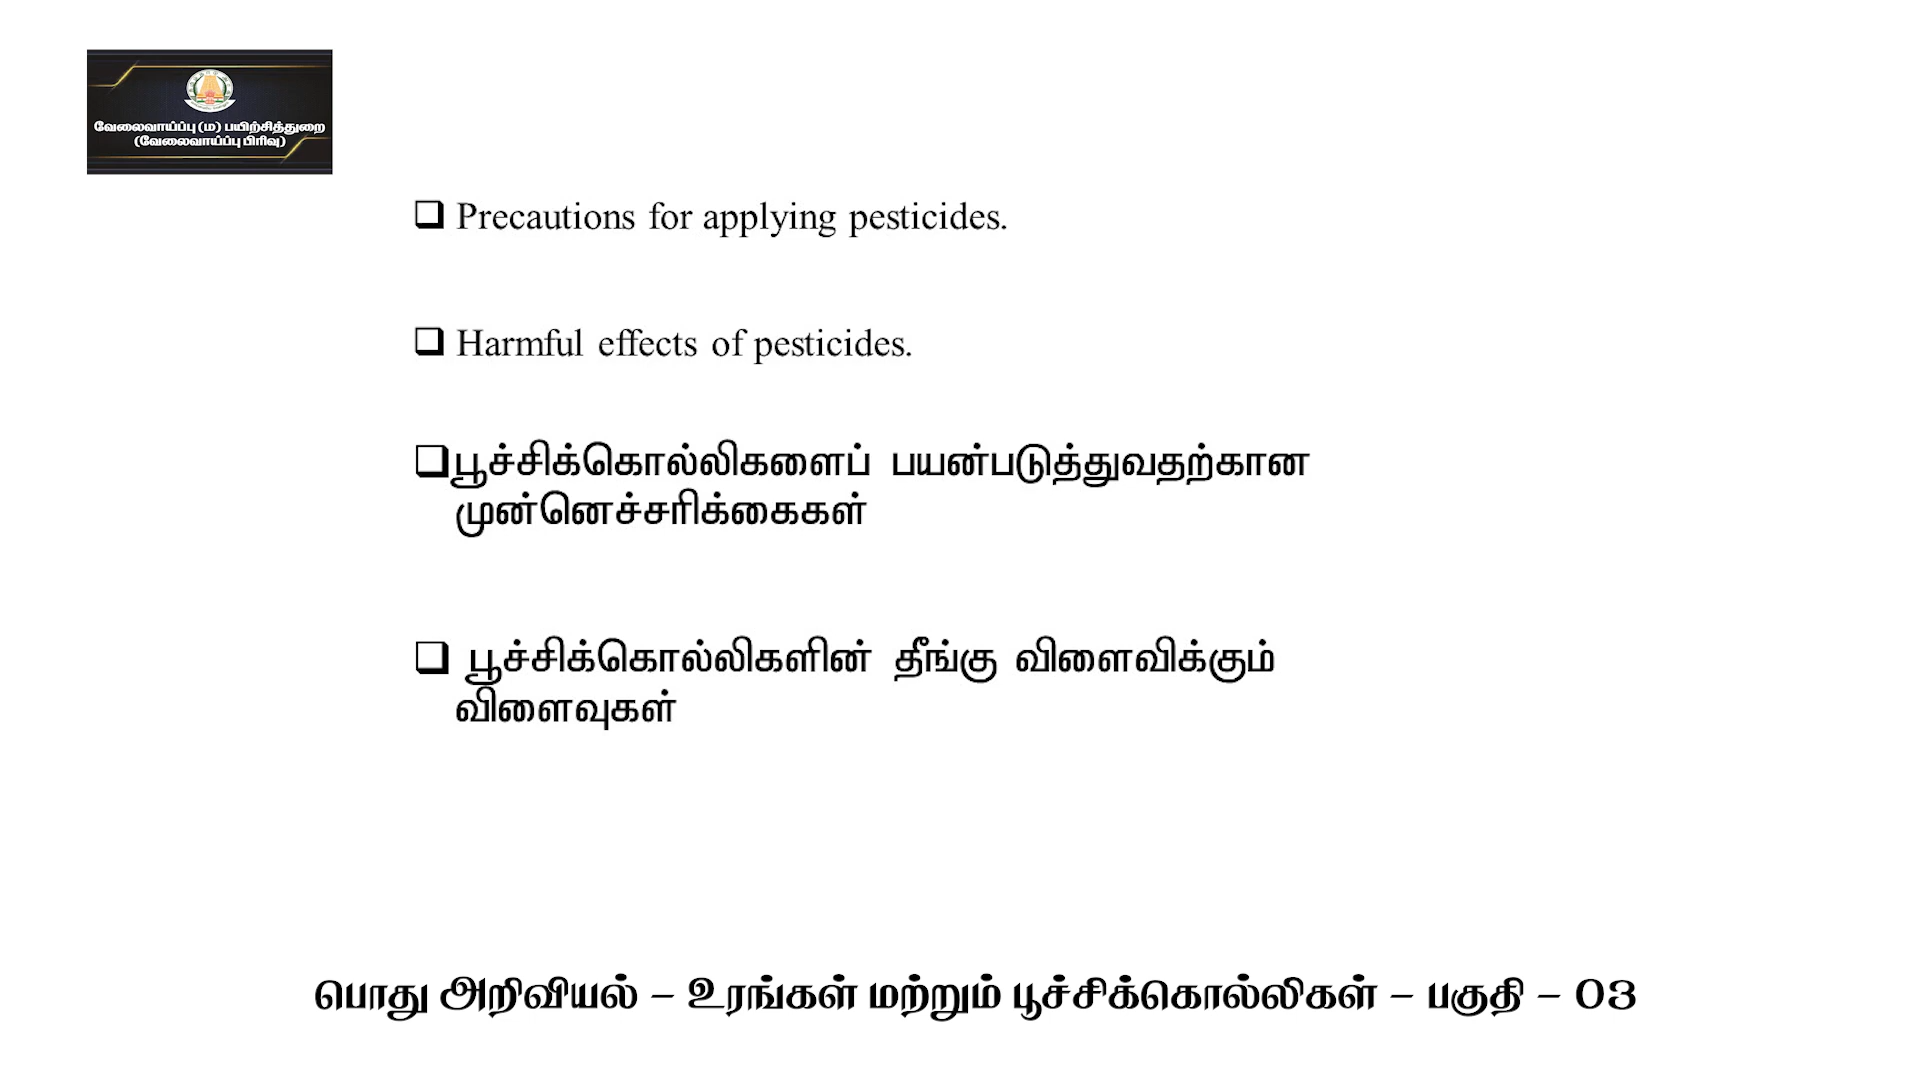 வேலைவாய்ப்பு (ம) பயிற்சித்துறை
(வேலைவாய்ப்பு பிரிவு)
❑ Precautions for applying pesticides.
❑ Harmful effects of pesticides.
❑பூச்சிக்கொல்லிகளைப் பயன்படுத்துவதற்கான
முன்னெச்சரிக்கைகள்
❑ பூச்சிக்கொல்லிகளின் தீங்கு விளைவிக்கும்
விளைவுகள்
பொது அறிவியல் – உரங்கள் மற்றும் பூச்சிக்கொல்லிகள் – பகுதி – 03